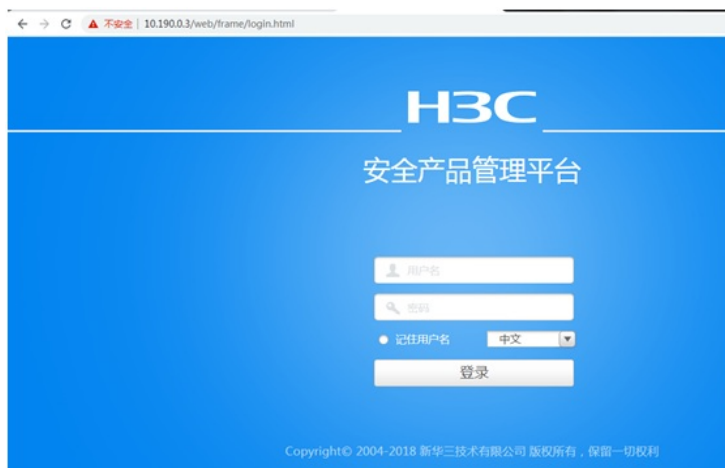 不安全 | 10.190.0.3/web/frame/login.html
H3C
安全产品管理平台
用户名
密码
记住用户名 中文
登录
Copyright© 2004-2018 新华三技术有限公司 版权所有，保留一切权利